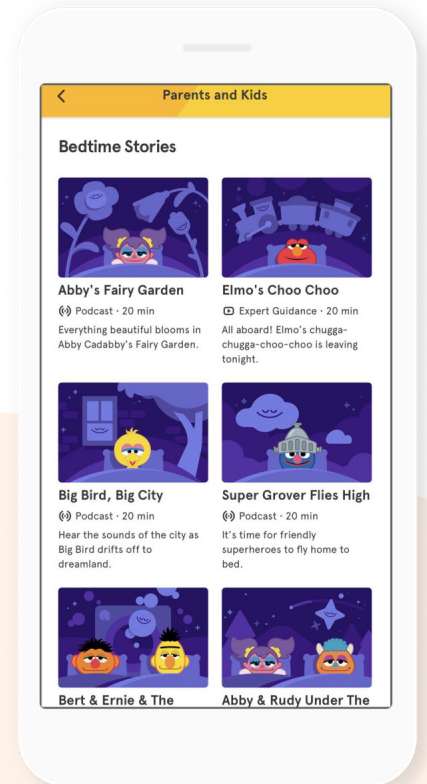 Parents and Kids
Bedtime Stories
Abby's Fairy Garden
Podcast · 20 min
Everything beautiful blooms in
Abby Cadabby's Fairy Garden.
Elmo's Choo Choo
Expert Guidance · 20 min
All aboard! Elmo's chugga-
chugga-choo-choo is leaving
tonight.
Big Bird, Big City
Podcast · 20 min
Hear the sounds of the city as
Big Bird drifts off to
dreamland.
Super Grover Flies High
Podcast · 20 min
It's time for friendly
superheroes to fly home to
bed.
Bert & Ernie & The
Abby & Rudy Under The